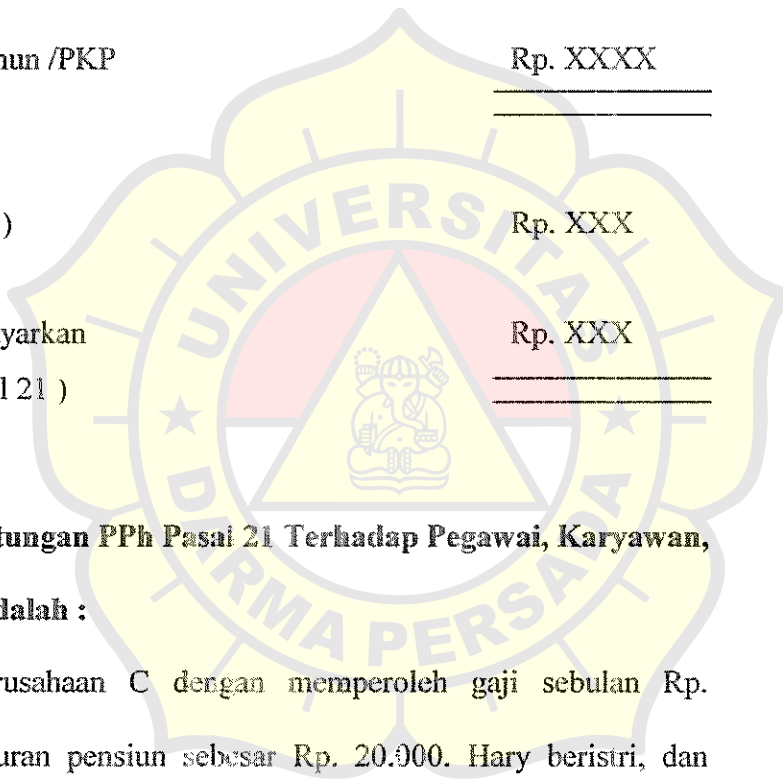 nun /PKP Rp. XXXX
) Rp. XXX
yarkan Rp. XXX
l 21 )
UNIVERSITAS
DARMA PERSADA
tungan PPh Pasal 21 Terhadap Pegawai, Karyawan,
dalah :
rusahaan C dengan memperoleh gaji sebulan Rp.
uran pensiun sebesar Rp. 20.000. Hary beristri, dan